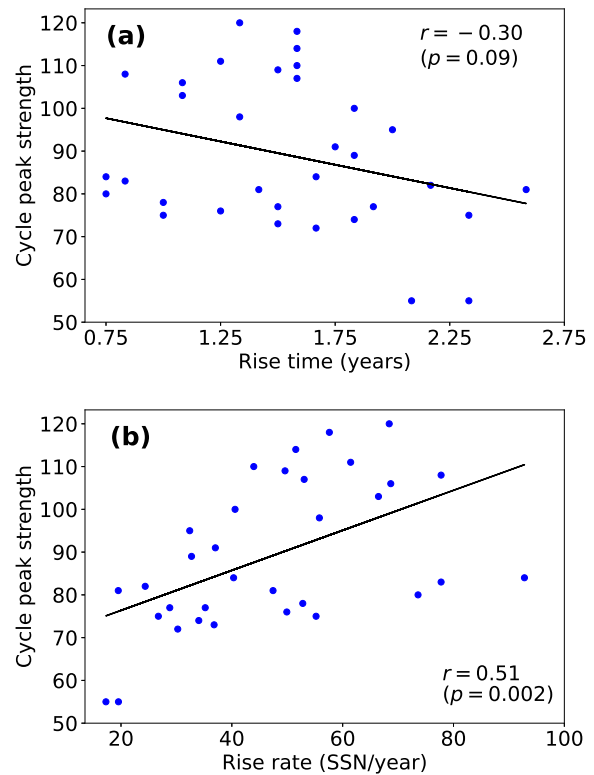 (a)
r = − 0.30
(p = 0.09)
Cycle peak strength
120
110
100
90
80
70
60
50
0.75 1.25 1.75 2.25 2.75
Rise time (years)
(b)
Cycle peak strength
120
110
100
90
80
70
60
50
r = 0.51
(p = 0.002)
20 40 60 80 100
Rise rate (SSN/year)